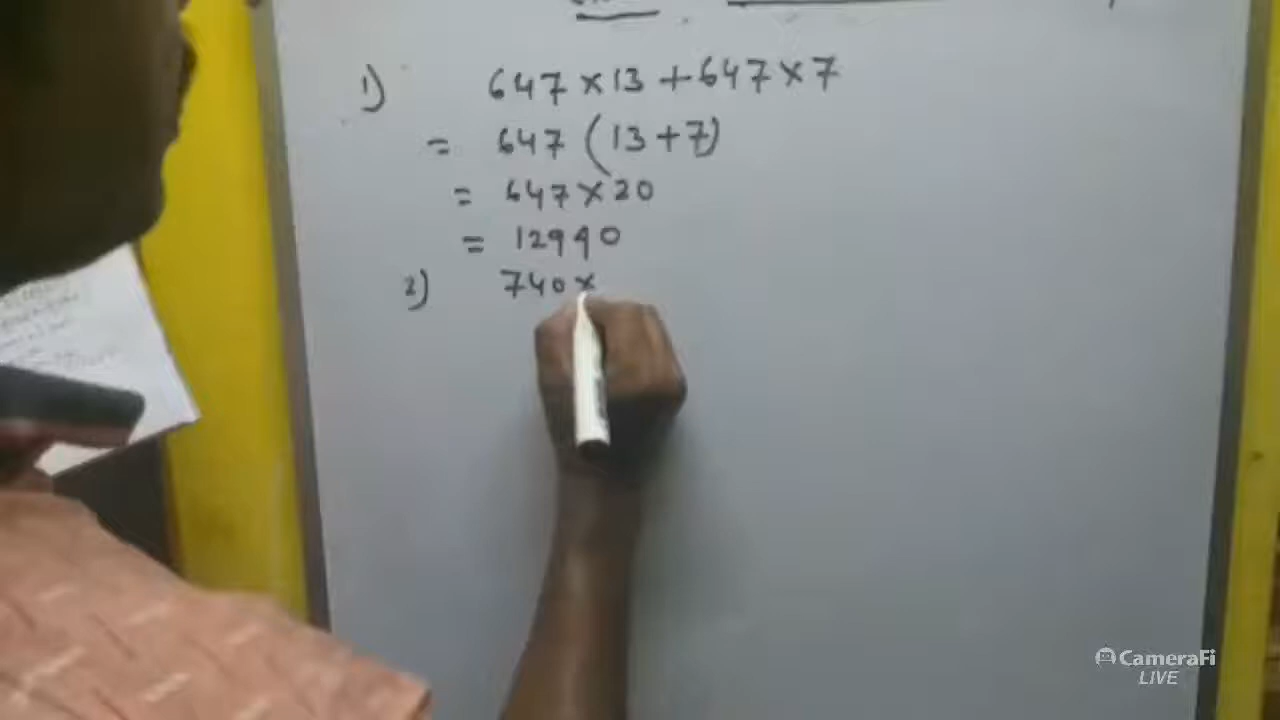 1) 647 × 13 + 647 × 7
= 647 (13 + 7)
= 647 × 20
= 12940
2) 740 ×
CameraFi
LIVE